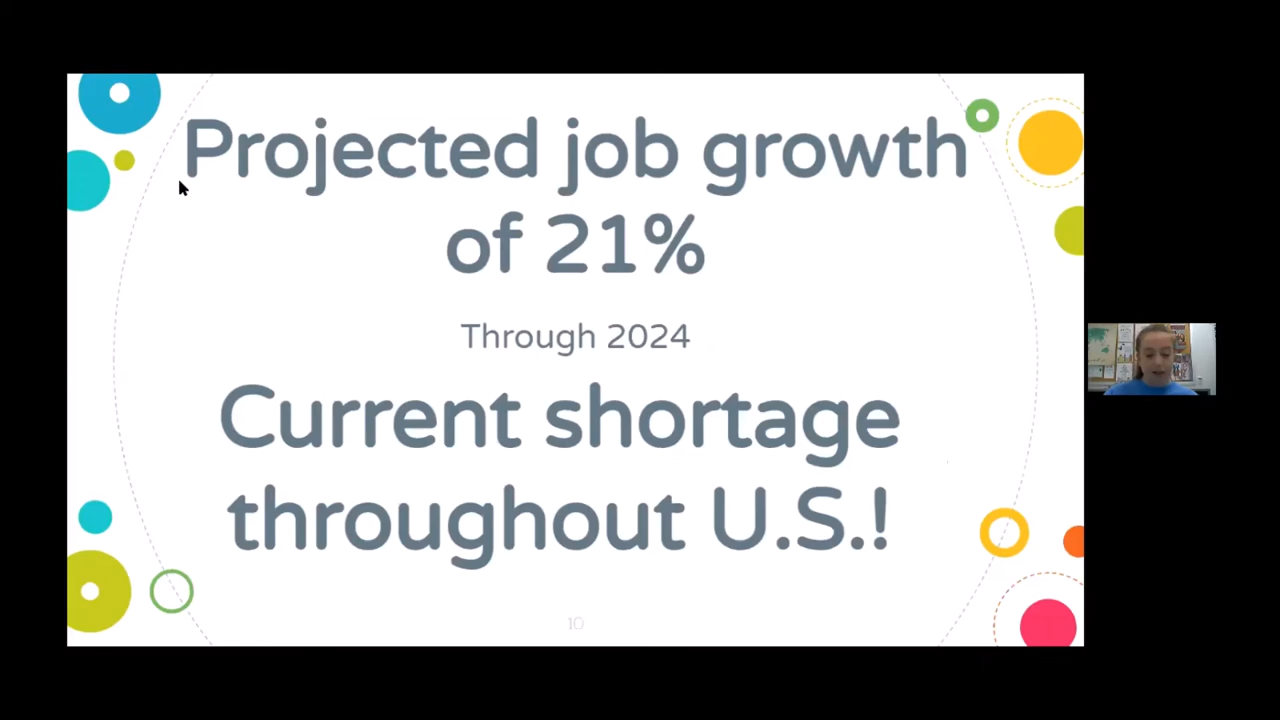 Projected job growth
of 21%
Through 2024
Current shortage
throughout U.S.!
10